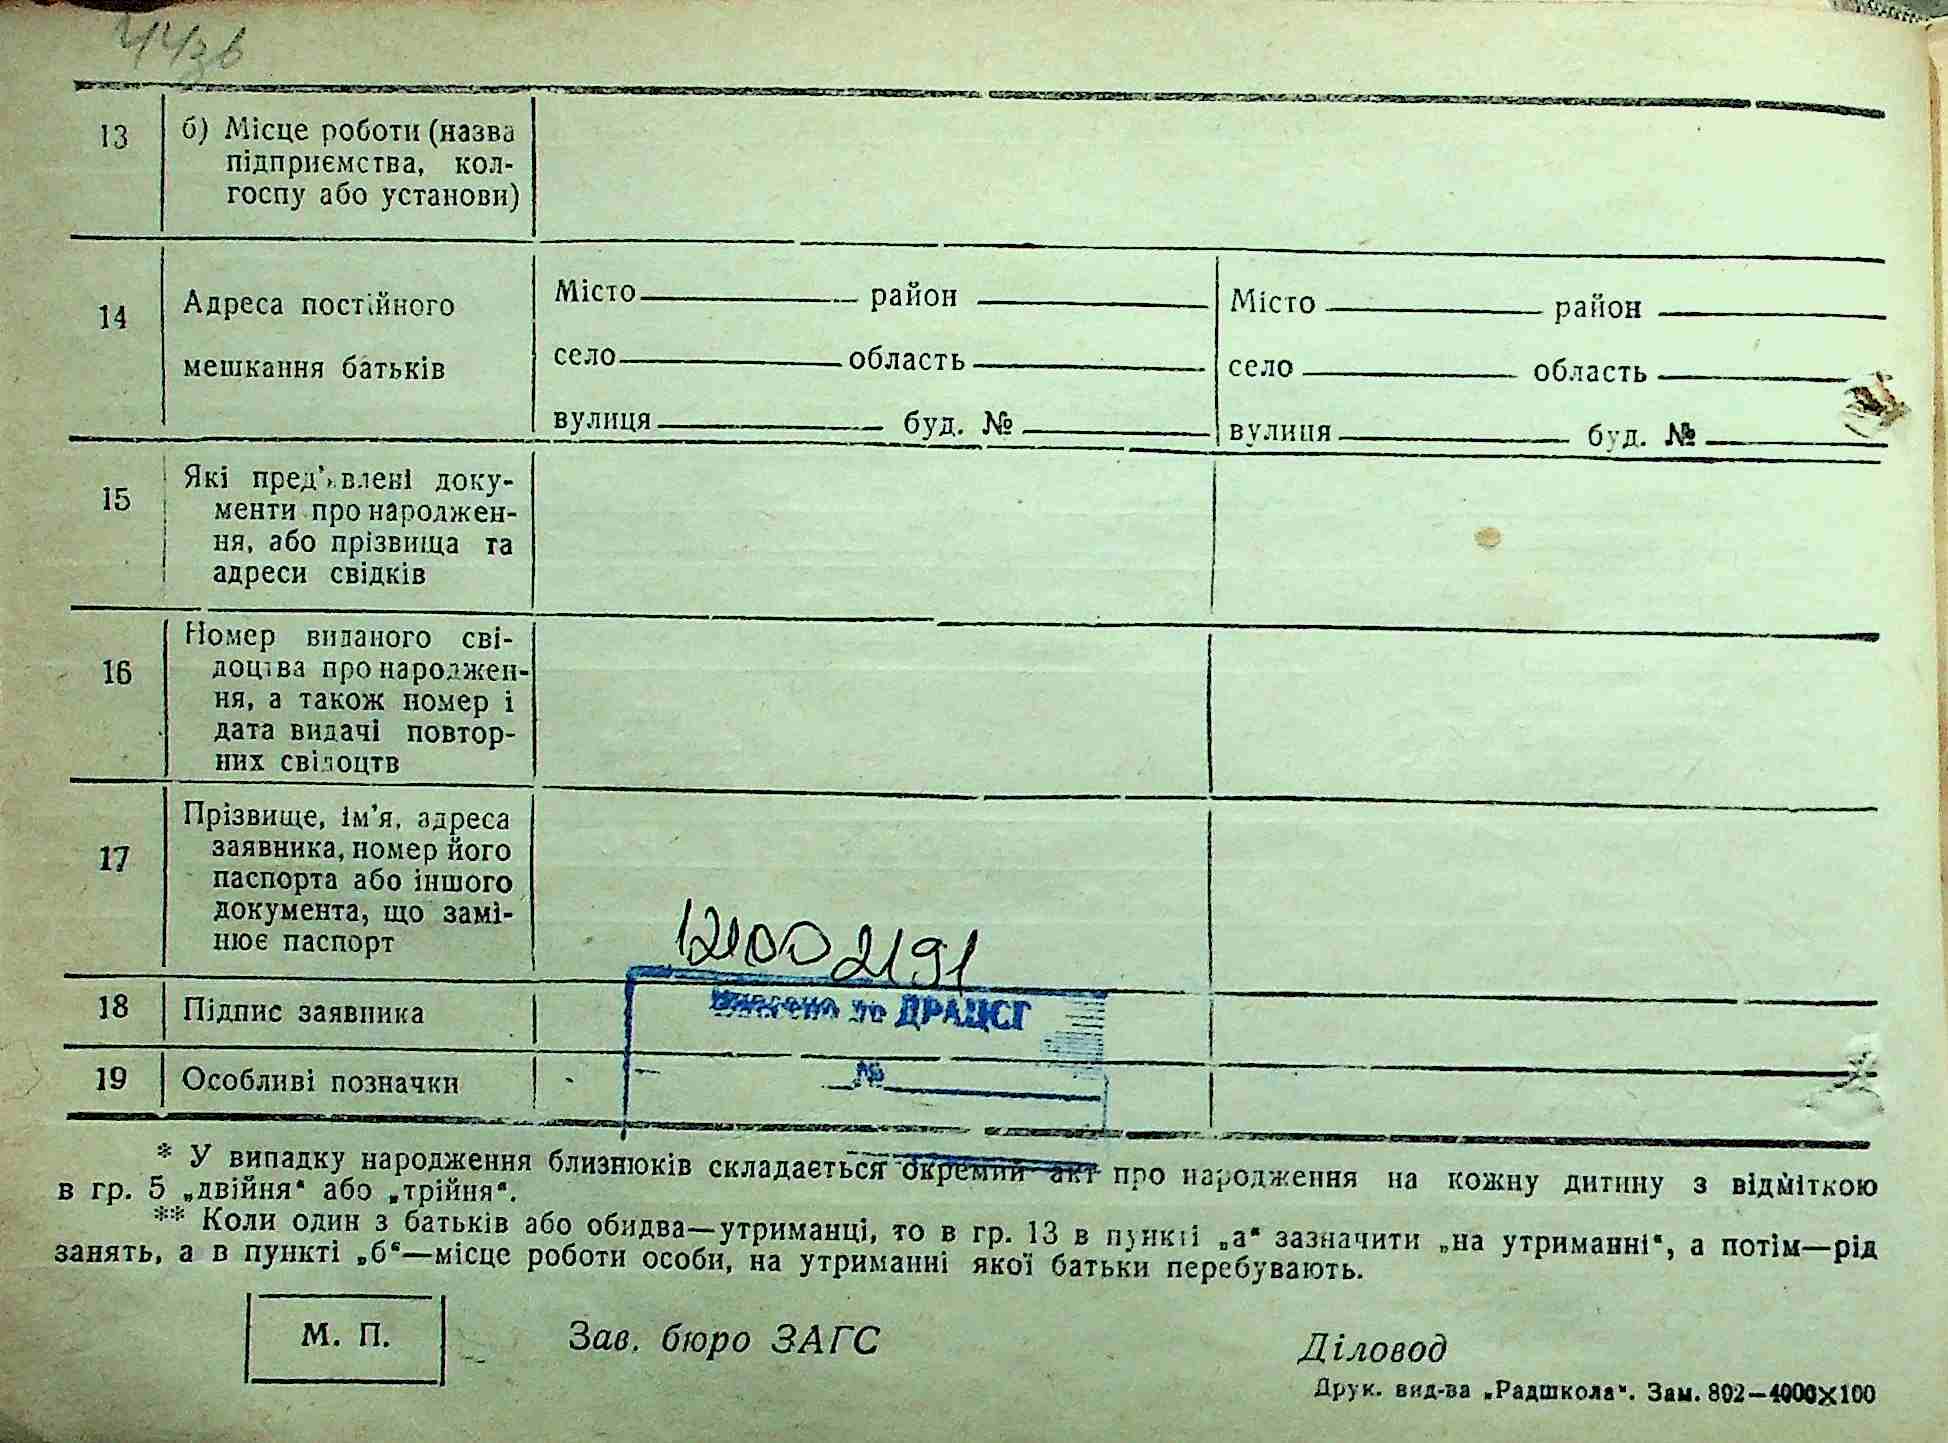 44зв
13 б) Місце роботи (назва
підприємства, кол-
госпу або установи)
14 Адреса постійного
мешкання батьків
Місто район Місто район
село область село область
вулиця буд. № вулиця буд. №
15 Які пред'явлені доку-
менти про народжен-
ня, або прізвища та
адреси свідків
16 Номер виданого сві-
доцтва про народжен-
ня, а також номер і
дата видачі повтор-
них свідоцтв
17 Прізвище, ім'я, адреса
заявника, номер його
паспорта або іншого
документа, що замі-
нює паспорт
12100 2191
18 Підпис заявника
Внесено до ДРАЦСГ
19 Особливі позначки
№
* У випадку народження близнюків складається окремий акт про народження на кожну дитину з відміткою
в гр. 5 „двійня“ або „трійня“.
** Коли один з батьків або обидва—утриманці, то в гр. 13 в пункті „а“ зазначити „на утриманні“, а потім—рід
занять, а в пункті „б“—місце роботи особи, на утриманні якої батьки перебувають.
М. П. Зав. бюро ЗАГС Діловод
Друк. вид-ва „Радшкола“. Зам. 802—4000×100